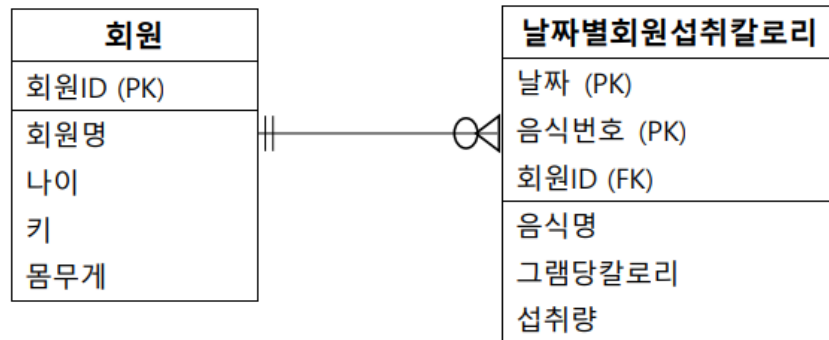 회원
회원ID (PK)
회원명
나이
키
몸무게
날짜별회원섭취칼로리
날짜 (PK)
음식번호 (PK)
회원ID (FK)
음식명
그램당칼로리
섭취량